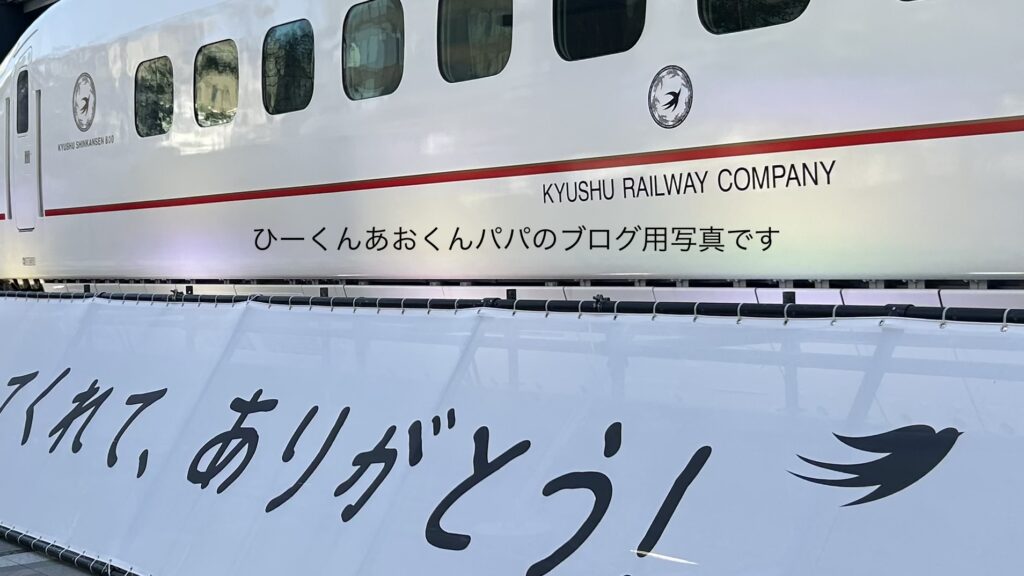 KYUSHU SHINKANSEN 800
KYUSHU RAILWAY COMPANY
ひーくんあおくんパパのブログ用写真です
てくれて、ありがとう!